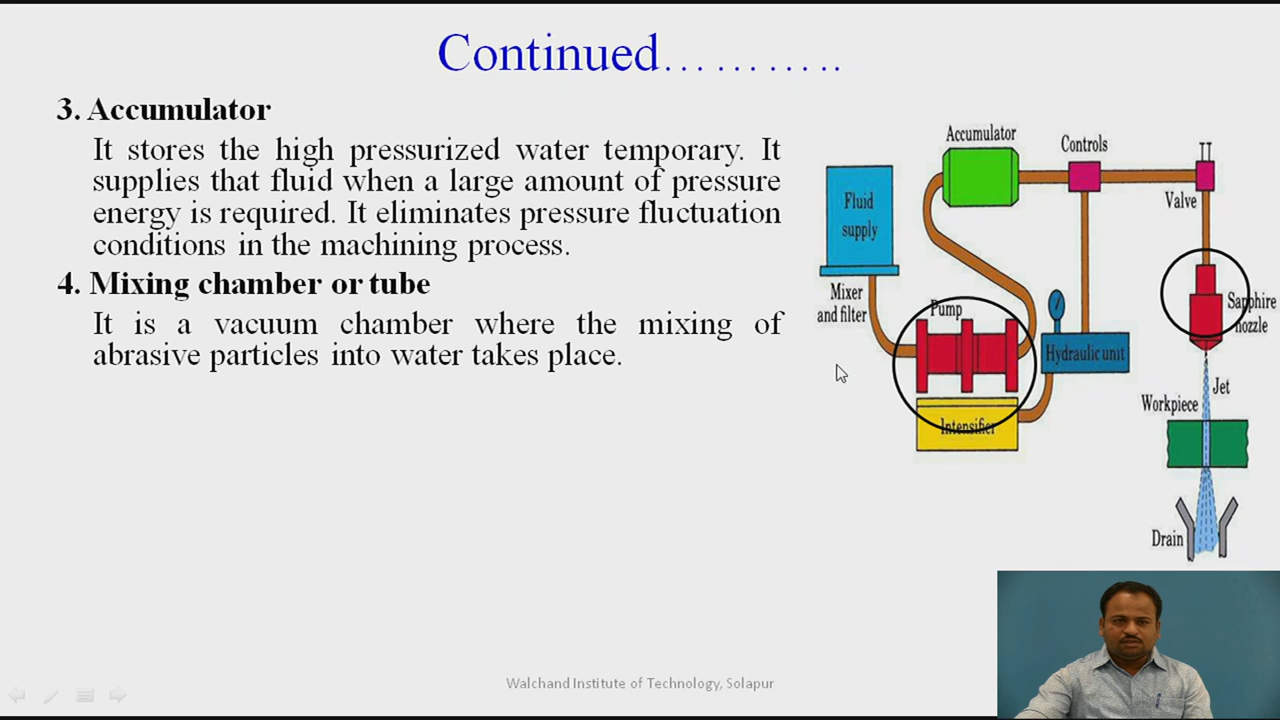 Continued………..
3. Accumulator
It stores the high pressurized water temporary. It
supplies that fluid when a large amount of pressure
energy is required. It eliminates pressure fluctuation
conditions in the machining process.
4. Mixing chamber or tube
It is a vacuum chamber where the mixing of
abrasive particles into water takes place.
Accumulator
Controls
Fluid
supply
Valve
Mixer
and filter
Pump
Sapphire
nozzle
Hydraulic unit
Jet
Workpiece
Intensifier
Drain
Walchand Institute of Technology, Solapur